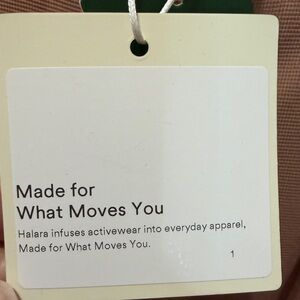 Made for
What Moves You
Halara infuses activewear into everyday apparel,
Made for What Moves You.
1